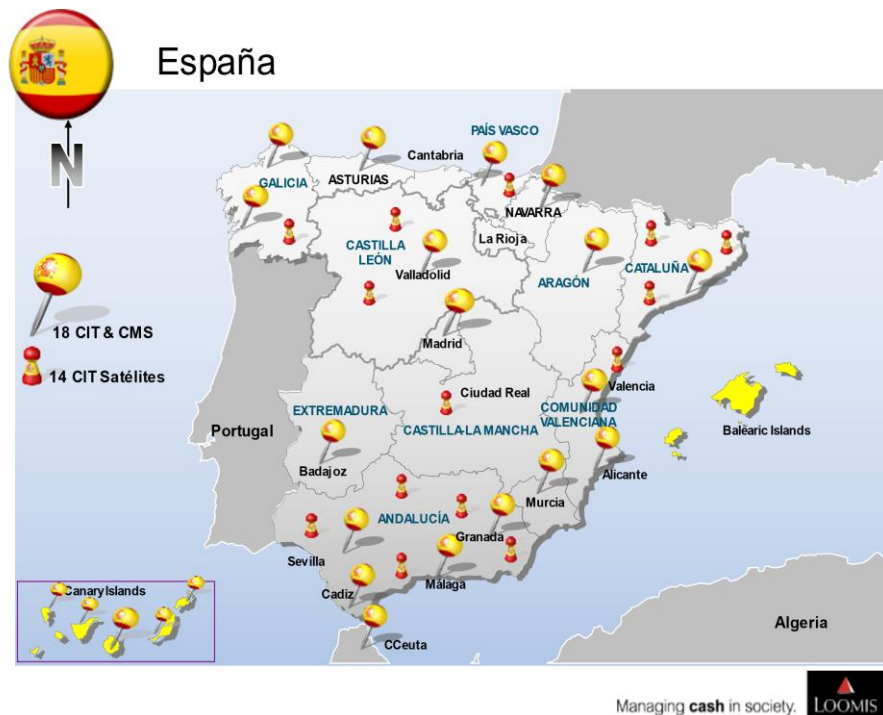 España
N
PAÍS VASCO
Cantabria
GALICIA
ASTURIAS
NAVARRA
La Rioja
CASTILLA
LEÓN
Valladolid
ARAGÓN
CATALUÑA
18 CIT & CMS
Madrid
14 CIT Satélites
Valencia
Ciudad Real
EXTREMADURA
COMUNIDAD
VALENCIANA
CASTILLA-LA MANCHA
Portugal
Balearic Islands
Badajoz
Alicante
Murcia
ANDALUCÍA
Granada
Sevilla
Málaga
Canary Islands
Cadiz
CCeuta
Algeria
Managing cash in society.
LOOMIS